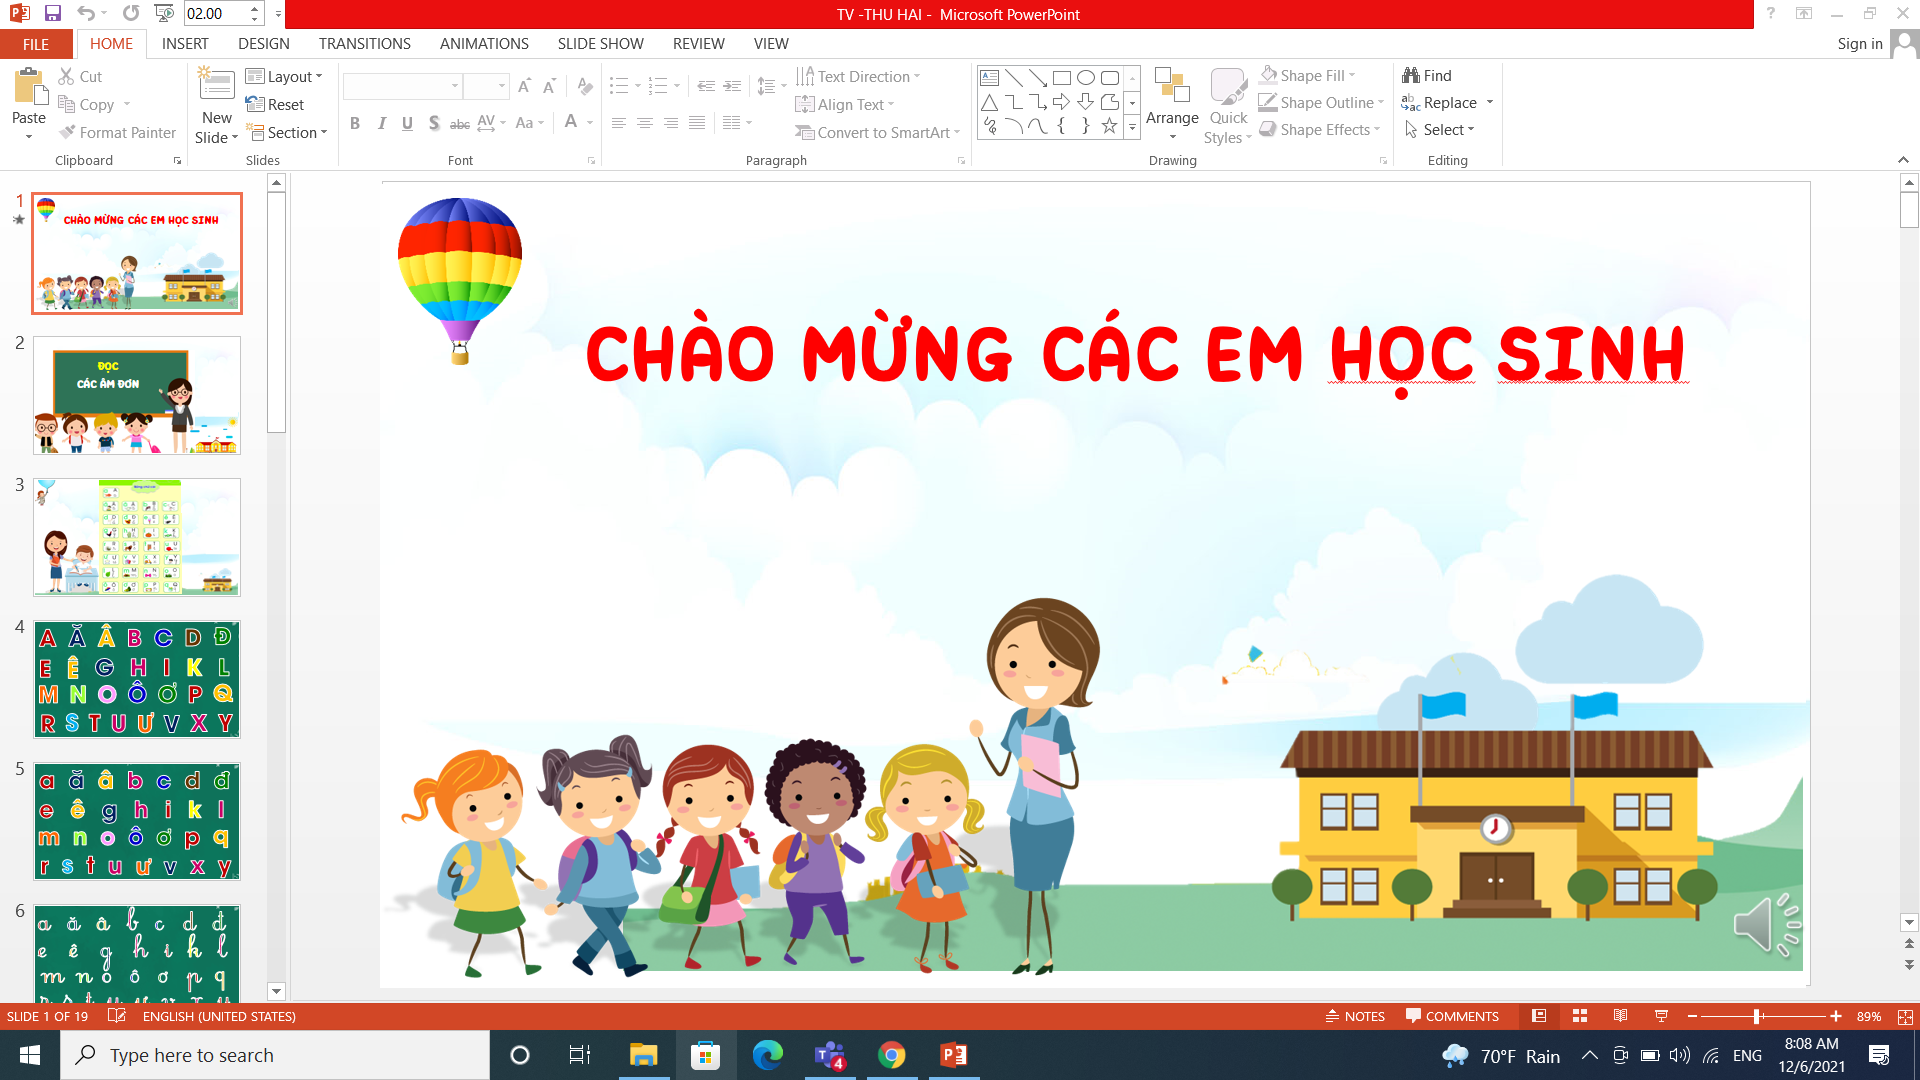 02.00
TV -THU HAI - Microsoft PowerPoint
FILE HOME INSERT DESIGN TRANSITIONS ANIMATIONS SLIDE SHOW REVIEW VIEW Sign in
Paste
Cut
Copy
Format Painter
Clipboard
New Slide
Layout
Reset
Section
Slides
B I U S abc AV Aa A
Font
Text Direction
Align Text
Convert to SmartArt
Paragraph
Arrange
Quick Styles
Shape Fill
Shape Outline
Shape Effects
Drawing
Find
Replace
Select
Editing
1
CHÀO MỪNG CÁC EM HỌC SINH
2
ĐỌC
CÁC ÂM ĐƠN
3
4
A Ă Â B C D Đ
E Ê G H I K L
M N O Ô Ơ P Q
R S T U Ư V X Y
5
a ă â b c d đ
e ê g h i k l
m n o ô ơ p q
r s t u ư v x y
6
a ă â b c d đ
e ê g h i k l
m n o ô ơ p q
CHÀO MỪNG CÁC EM HỌC SINH
SLIDE 1 OF 19 ENGLISH (UNITED STATES) NOTES COMMENTS 89%
Type here to search
4
70°F Rain
ENG
8:08 AM
12/6/2021